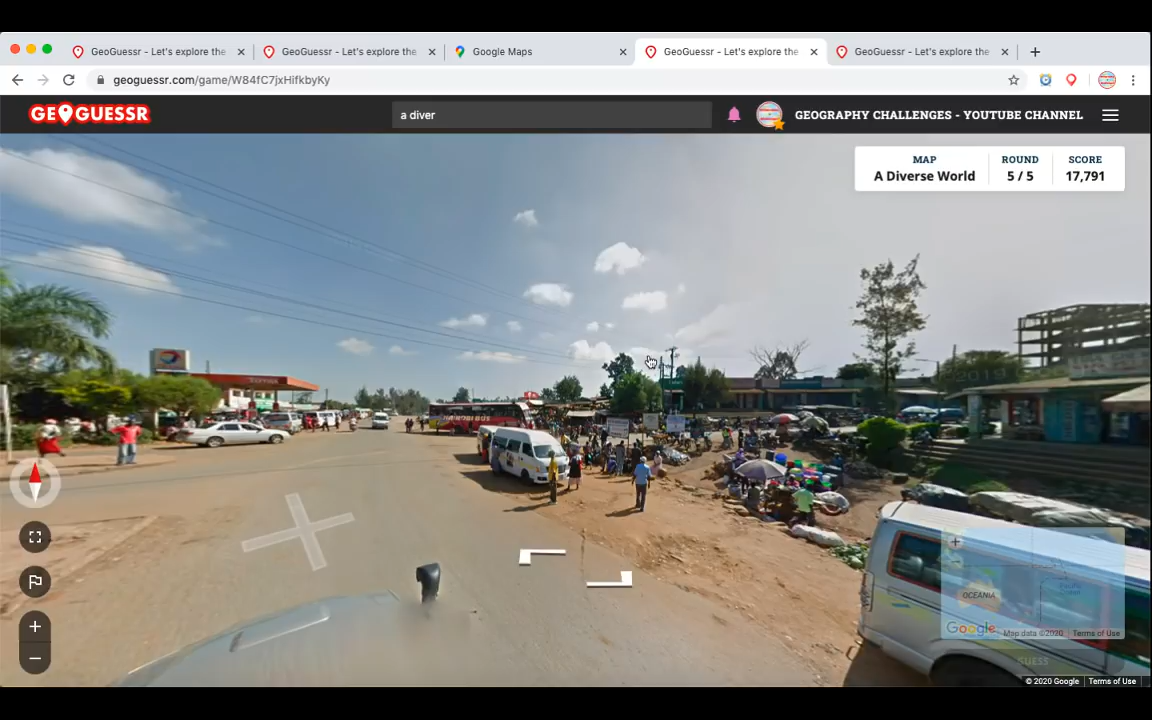 GeoGuessr - Let's explore the
GeoGuessr - Let's explore the
Google Maps
GeoGuessr - Let's explore the
GeoGuessr - Let's explore the
geoguessr.com/game/W84fC7jxHifkbyKy
GEOGUESSR
a diver
GEOGRAPHY CHALLENGES - YOUTUBE CHANNEL
MAP
A Diverse World
ROUND
5 / 5
SCORE
17,791
OCEANIA
Google
Map data ©2020
Terms of Use
GUESS
© 2020 Google
Terms of Use